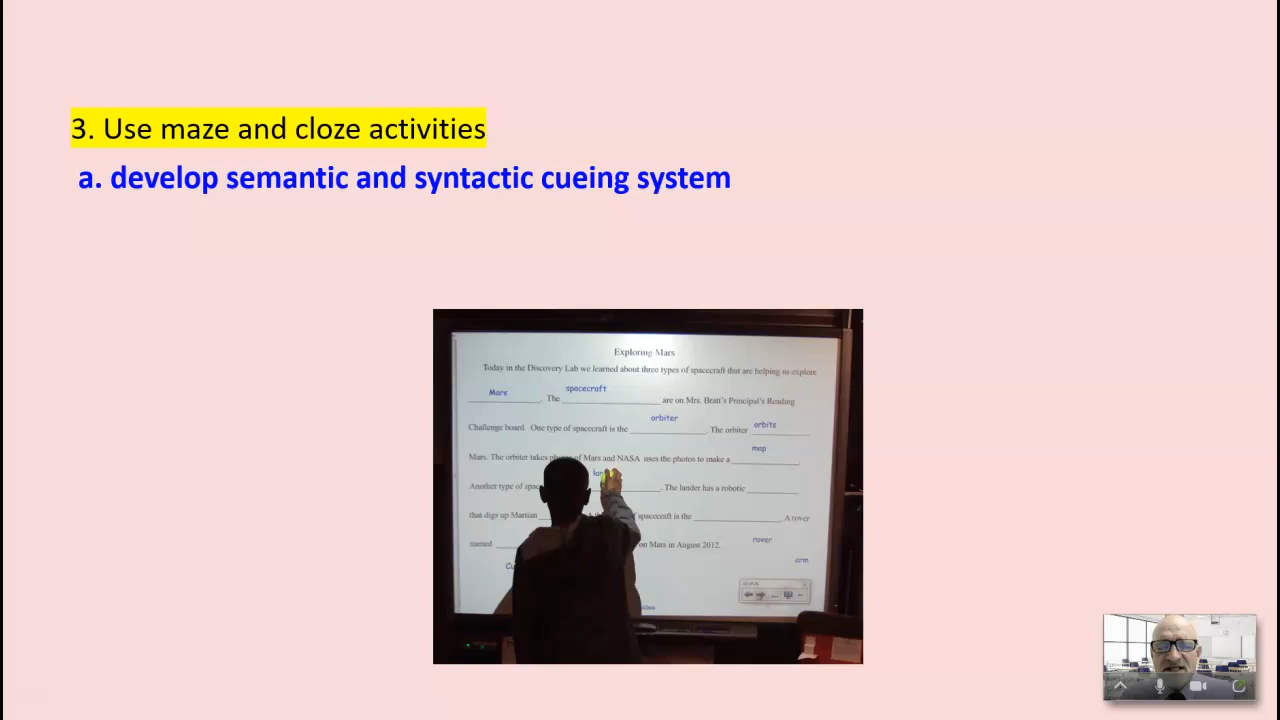 3. Use maze and cloze activities
a. develop semantic and syntactic cueing system
Exploring Mars
Today in the Discovery Lab we learned about three types of spacecraft that are helping us explore
Mars . The spacecraft are on Mrs. Bratt's Principal's Reading
Challenge board. One type of spacecraft is the orbiter . The orbiter orbits
Mars. The orbiter takes of Mars and NASA uses the photos to make a map
Another type of . The lander has a robotic
that digs up Martian spacecraft is the . A rover
named on Mars in August 2012.
rover
arm